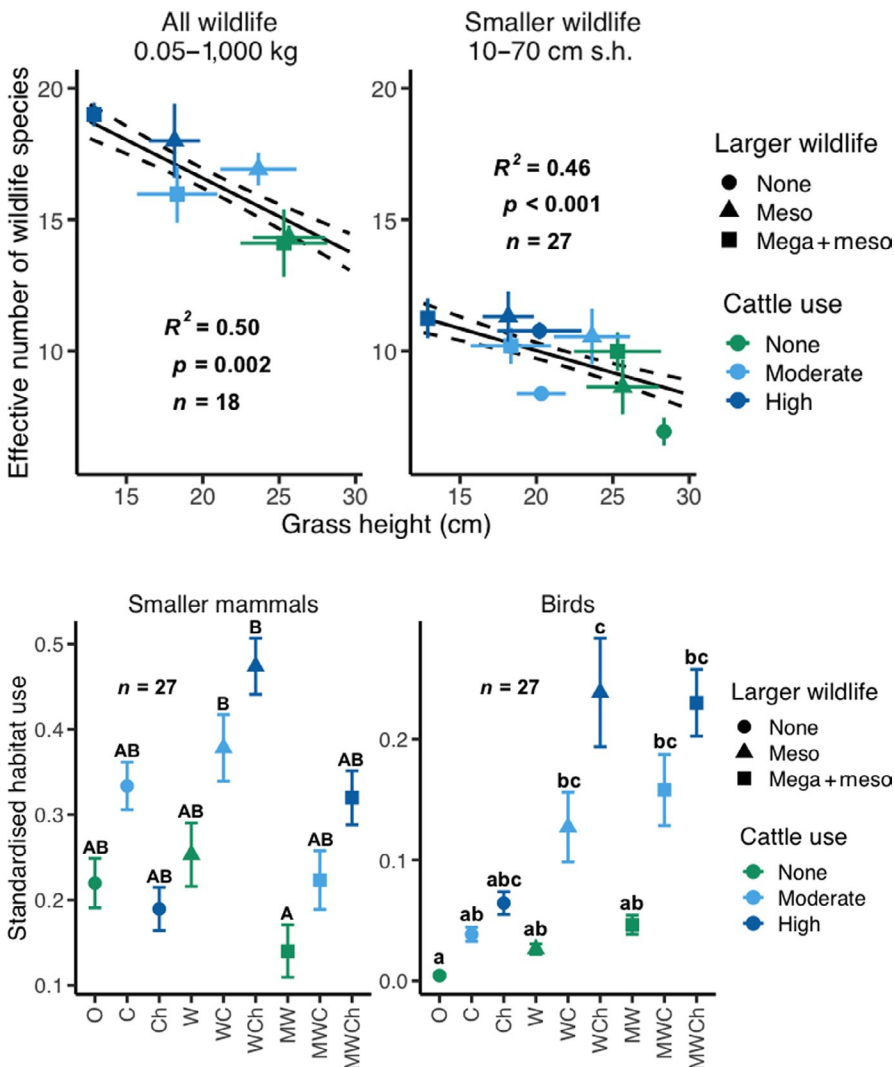 All wildlife
0.05–1,000 kg
Smaller wildlife
10–70 cm s.h.
Effective number of wildlife species
20
15
10
R² = 0.50
p = 0.002
n = 18
15
20
25
30
20
15
10
R² = 0.46
p < 0.001
n = 27
15
20
25
30
Grass height (cm)
Larger wildlife
None
Meso
Mega+meso
Cattle use
None
Moderate
High
Smaller mammals
Standardised habitat use
0.5
0.4
0.3
0.2
0.1
n = 27
AB
AB
AB
AB
B
B
A
AB
AB
O
C
Ch
W
WC
WCh
MW
MWC
MWCh
Birds
0.2
0.1
0.0
n = 27
a
ab
abc
ab
bc
c
ab
bc
bc
O
C
Ch
W
WC
WCh
MW
MWC
MWCh
Larger wildlife
None
Meso
Mega+meso
Cattle use
None
Moderate
High